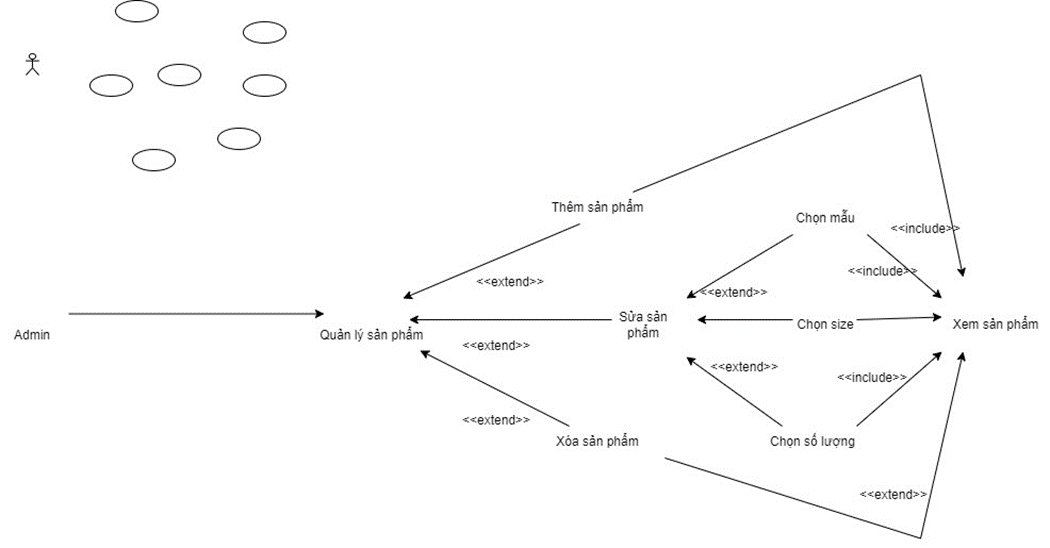 Thêm sản phẩm
Chọn mẫu
<<include>>
<<include>>
<<extend>>
<<extend>>
Admin
Quản lý sản phẩm
Sửa sản
phẩm
Chọn size
Xem sản phẩm
<<extend>>
<<extend>>
<<include>>
<<extend>>
Xóa sản phẩm
Chọn số lượng
<<extend>>